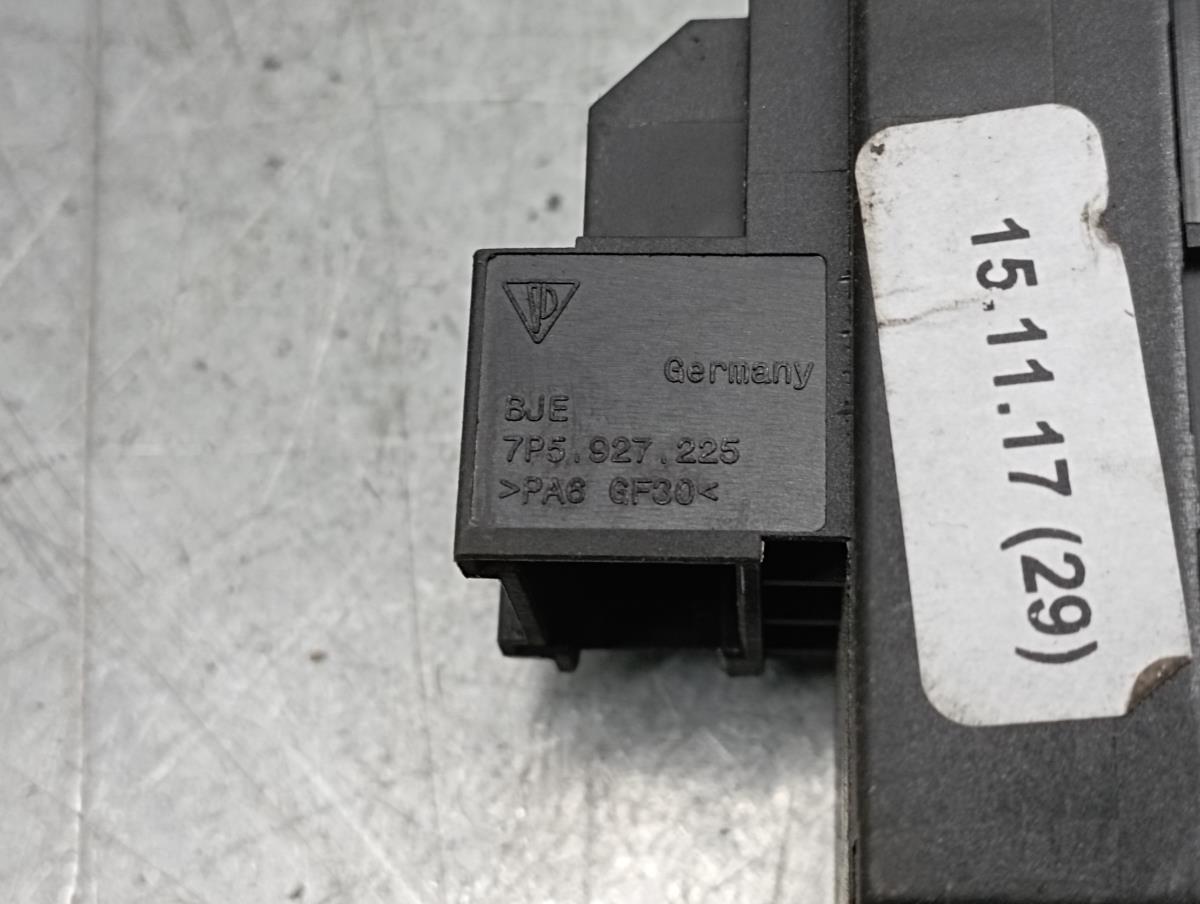 Germany
BJE
7P5.927.225
>PA6 GF30<
15.11.17 (29)